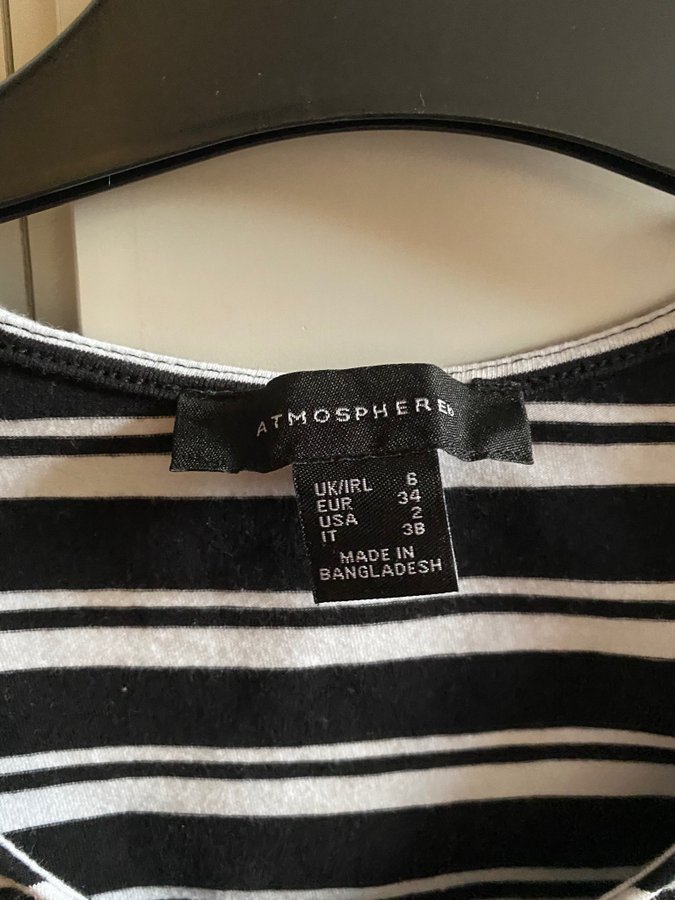 ATMOSPHERE
UK/IRL 6
EUR 34
USA 2
IT 38
MADE IN
BANGLADESH